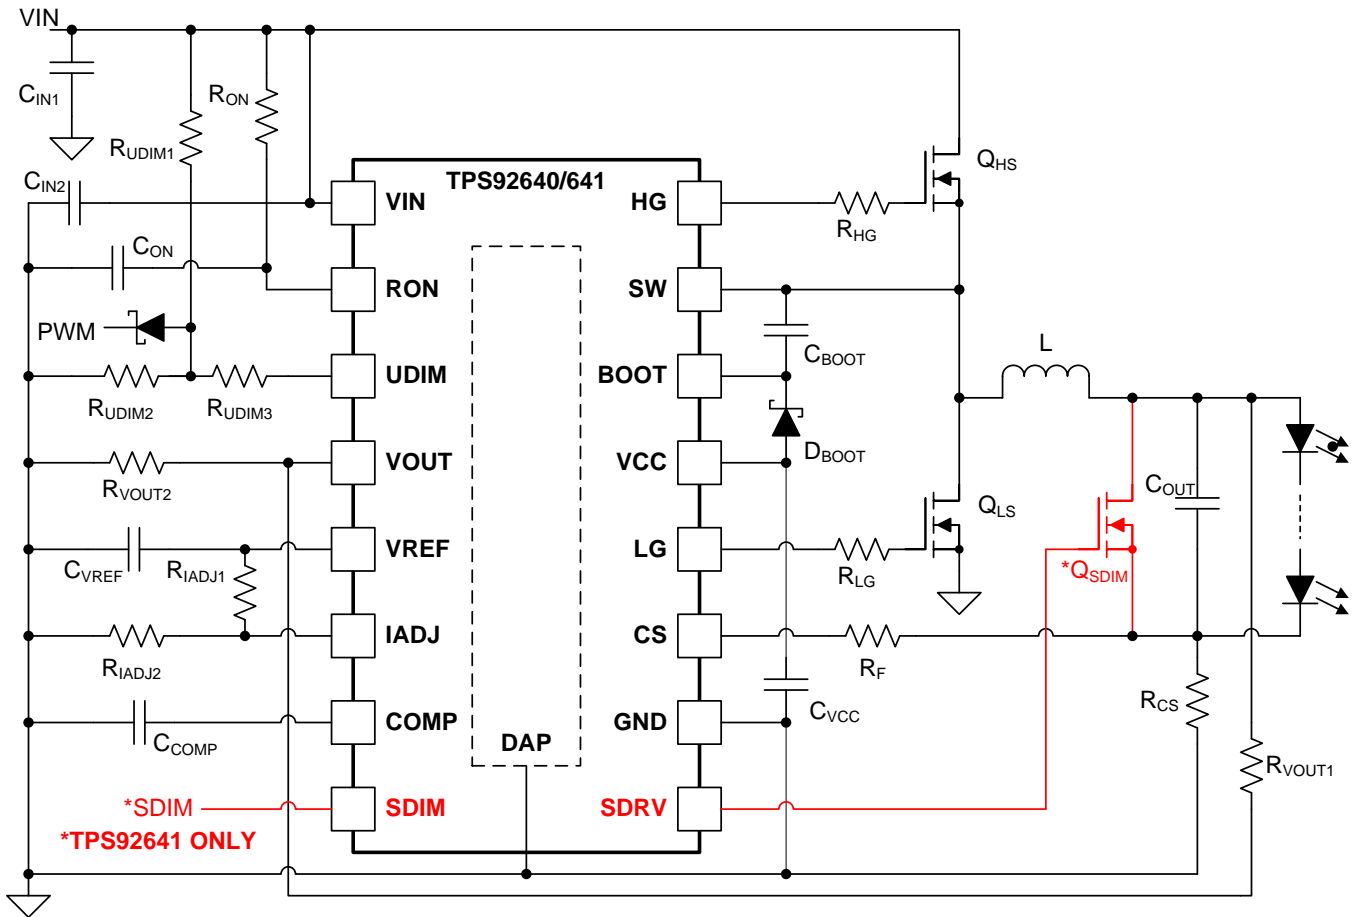 VIN
CIN1
RON
RUDIM1
QHS
TPS92640/641
CIN2
VIN
HG
RHG
CON
RON
SW
PWM
CBOOT
L
UDIM
BOOT
RUDIM2
RUDIM3
DBOOT
VOUT
VCC
RVOUT2
QLS
COUT
VREF
LG
CVREF
RIADJ1
RLG
*QSDIM
IADJ
CS
RIADJ2
RF
RCS
COMP
GND
CVCC
CCOMP
DAP
RVOUT1
*SDIM
SDIM
SDRV
*TPS92641 ONLY